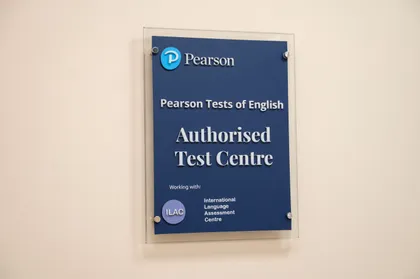 Pearson
Pearson Tests of English
Authorised
Test Centre
Working with:
ILAC
International
Language
Assessment
Centre